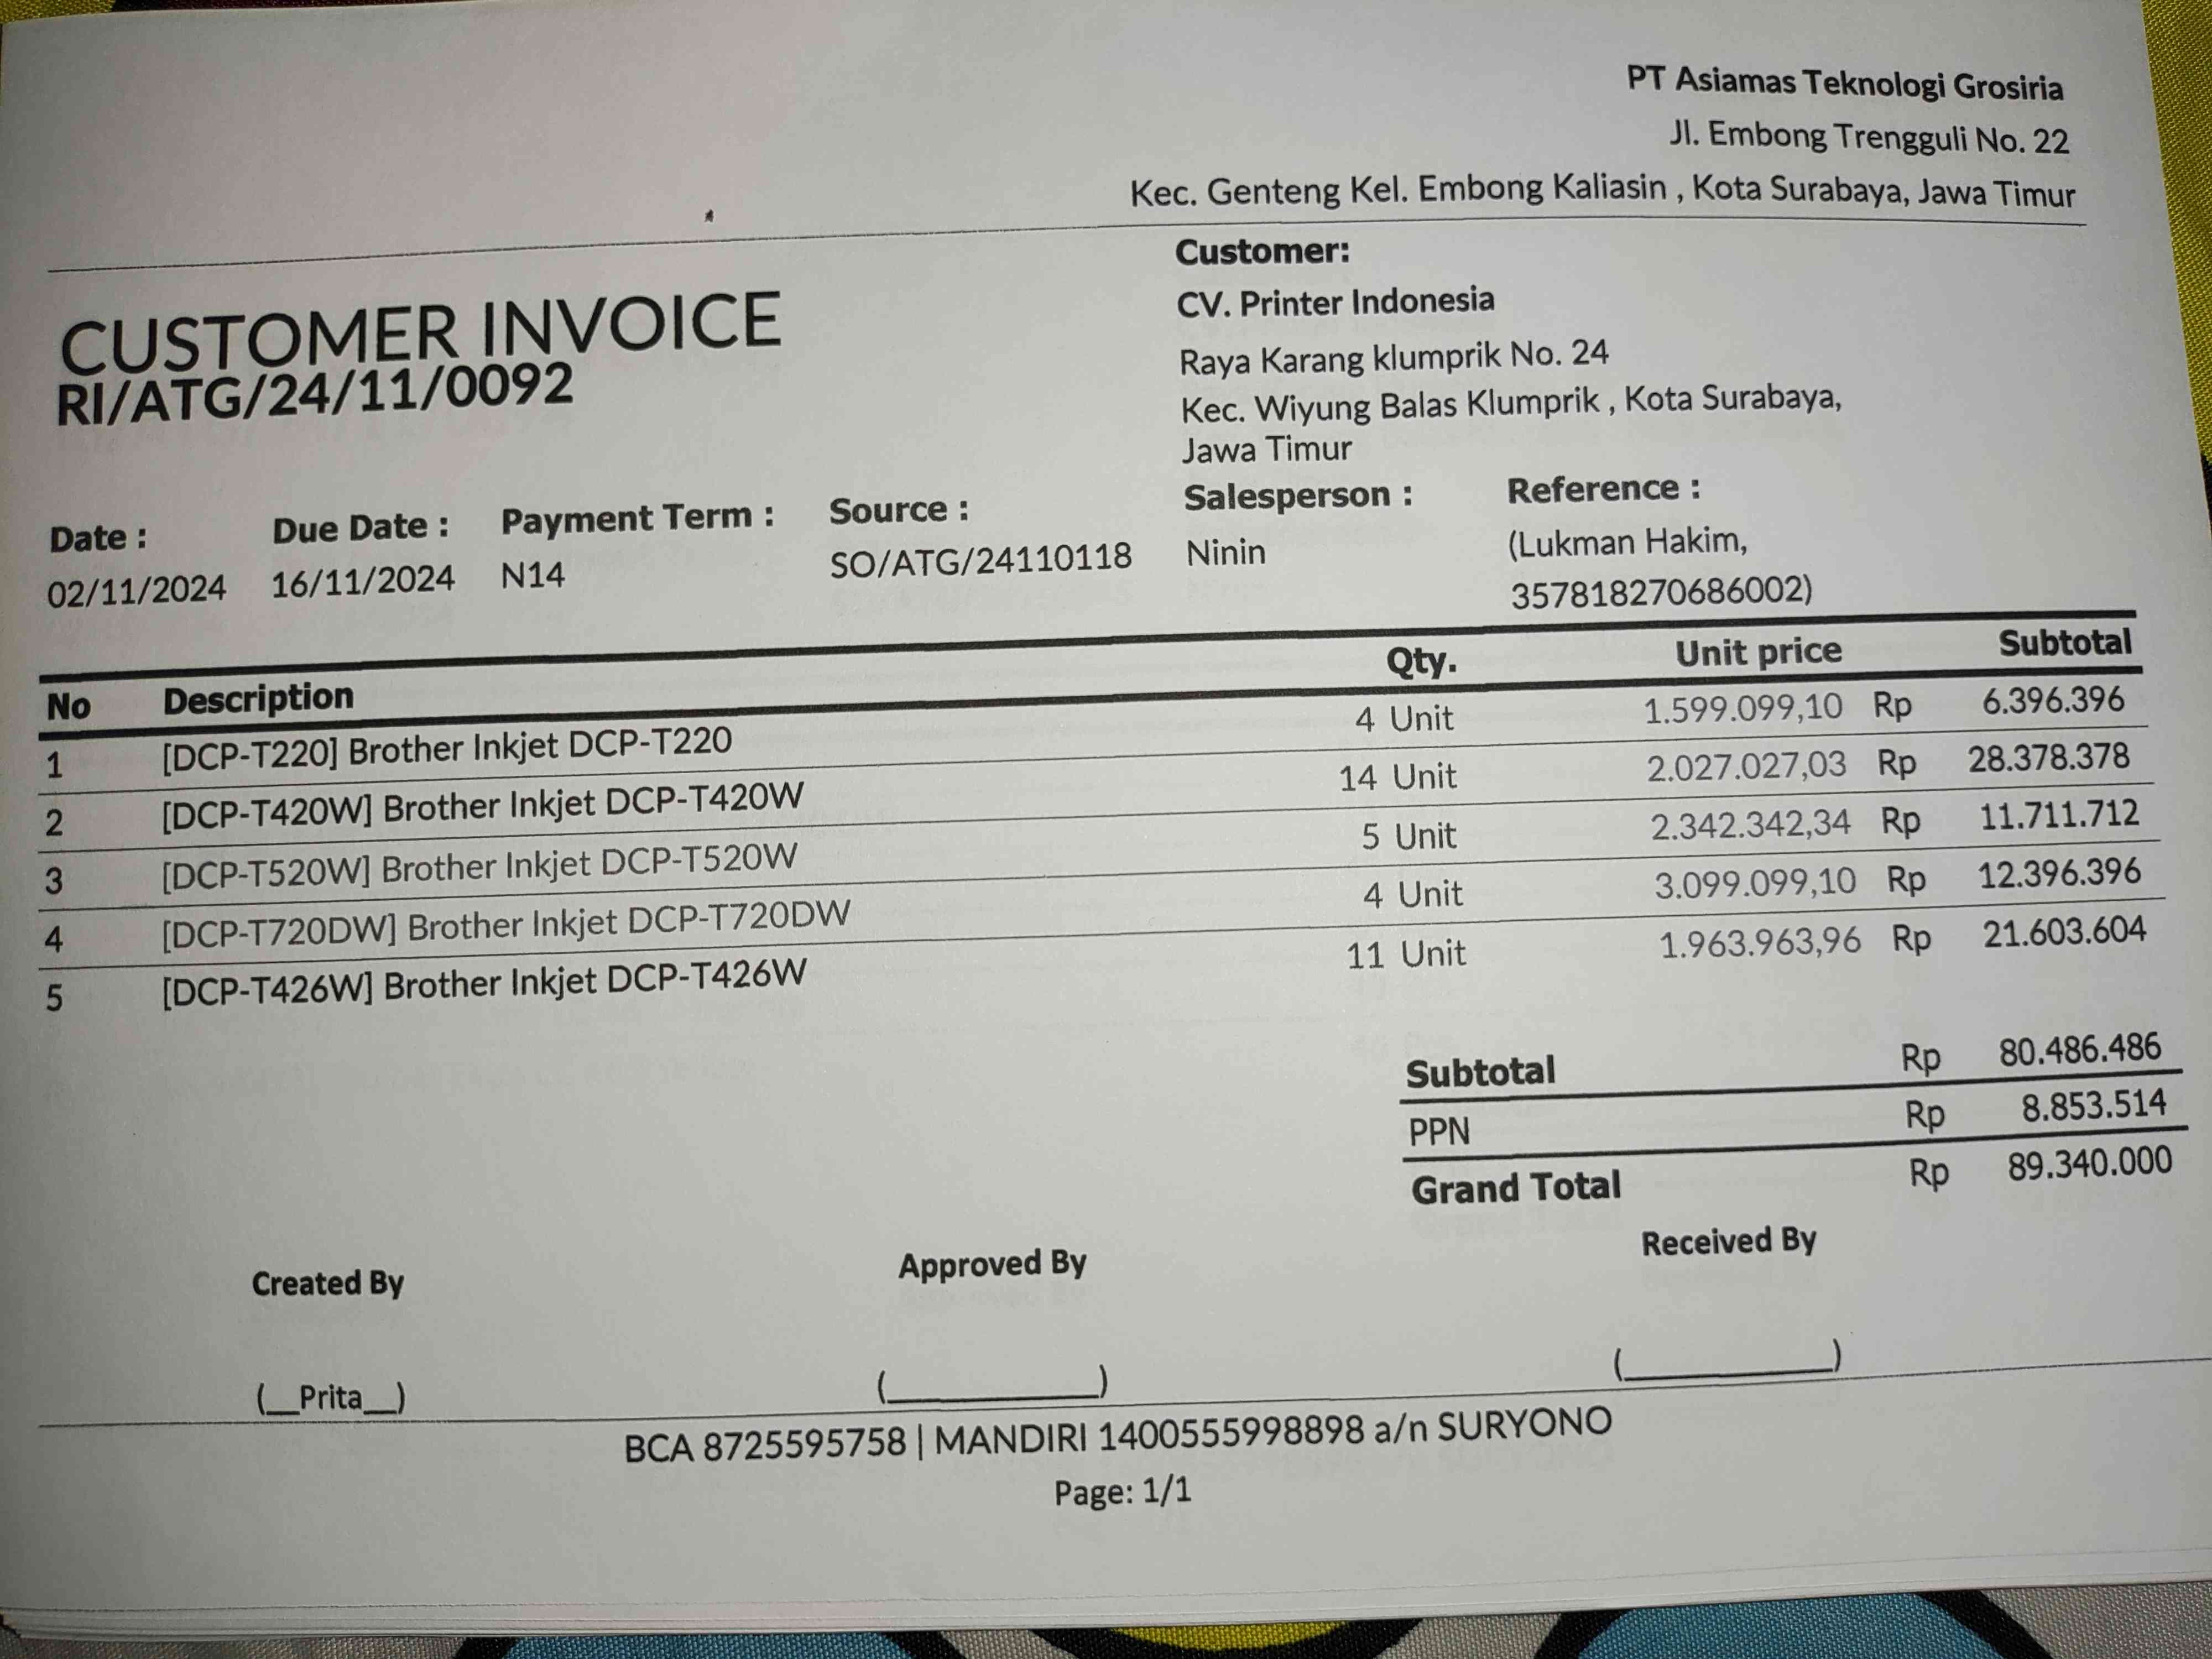 PT Asiamas Teknologi Grosiria
Jl. Embong Trengguli No. 22
Kec. Genteng Kel. Embong Kaliasin , Kota Surabaya, Jawa Timur
CUSTOMER INVOICE
RI/ATG/24/11/0092
Customer:
CV. Printer Indonesia
Raya Karang klumprik No. 24
Kec. Wiyung Balas Klumprik , Kota Surabaya,
Jawa Timur
Date : Due Date : Payment Term : Source : Salesperson : Reference :
02/11/2024 16/11/2024 N14 SO/ATG/24110118 Ninin (Lukman Hakim,
357818270686002)
No Description Qty. Unit price Subtotal
1 [DCP-T220] Brother Inkjet DCP-T220 4 Unit 1.599.099,10 Rp 6.396.396
2 [DCP-T420W] Brother Inkjet DCP-T420W 14 Unit 2.027.027,03 Rp 28.378.378
3 [DCP-T520W] Brother Inkjet DCP-T520W 5 Unit 2.342.342,34 Rp 11.711.712
4 [DCP-T720DW] Brother Inkjet DCP-T720DW 4 Unit 3.099.099,10 Rp 12.396.396
5 [DCP-T426W] Brother Inkjet DCP-T426W 11 Unit 1.963.963,96 Rp 21.603.604
Subtotal Rp 80.486.486
PPN Rp 8.853.514
Grand Total Rp 89.340.000
Created By Approved By Received By
(__Prita__) (____________) (____________)
BCA 8725595758 | MANDIRI 1400555998898 a/n SURYONO
Page: 1/1